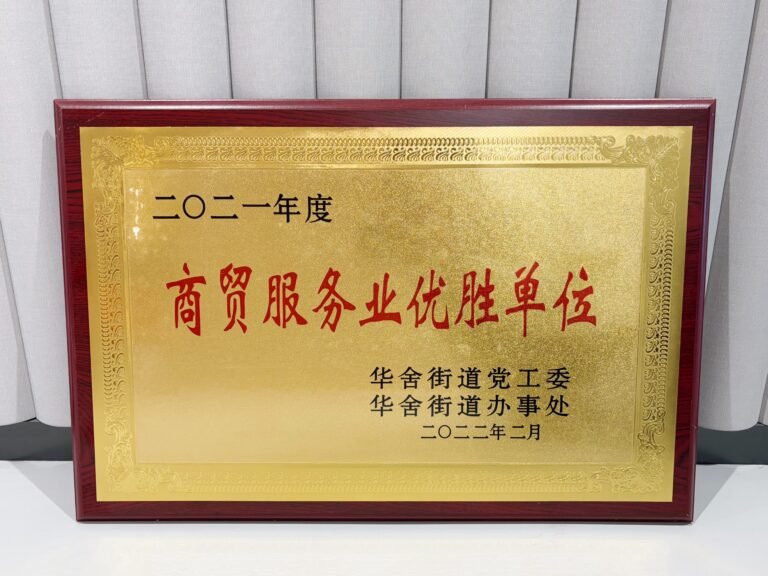 二〇二一年度
商贸服务业优胜单位
华舍街道党工委
华舍街道办事处
二〇二二年二月